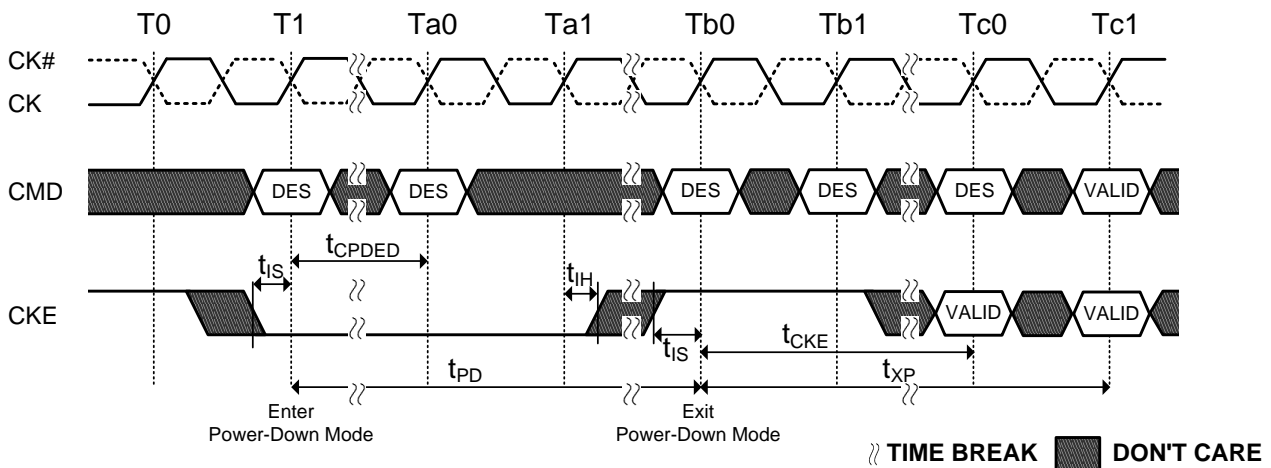 T0 T1 Ta0 Ta1 Tb0 Tb1 Tc0 Tc1
CK#
CK
CMD DES DES DES DES DES VALID
tCPDED
tIS tIH
CKE VALID VALID
tIS tCKE
tPD tXP
Enter
Power-Down Mode
Exit
Power-Down Mode
TIME BREAK DON'T CARE